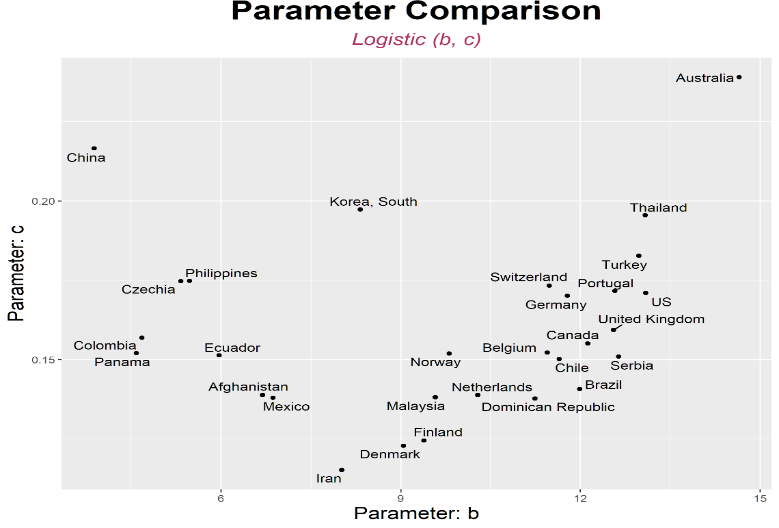 Parameter Comparison
Logistic (b, c)
Australia
China
Korea, South
0.20
Thailand
Turkey
Philippines
Switzerland
Portugal
Czechia
Germany
US
United Kingdom
Canada
Colombia
Ecuador
Belgium
Panama
0.15
Norway
Chile
Serbia
Afghanistan
Netherlands
Brazil
Mexico
Malaysia
Dominican Republic
Finland
Denmark
Iran
Parameter: c
6
9
12
15
Parameter: b